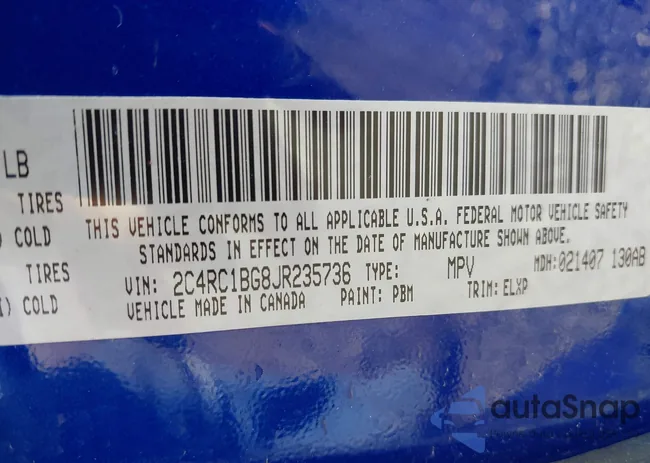 LB
TIRES
COLD
THIS VEHICLE CONFORMS TO ALL APPLICABLE U.S.A. FEDERAL MOTOR VEHICLE SAFETY
STANDARDS IN EFFECT ON THE DATE OF MANUFACTURE SHOWN ABOVE.
) COLD
VIN: 2C4RC1BG8JR235736 TYPE: MPV MDH:021407 130AB
VEHICLE MADE IN CANADA PAINT: PBM TRIM: ELXP
autoSnap